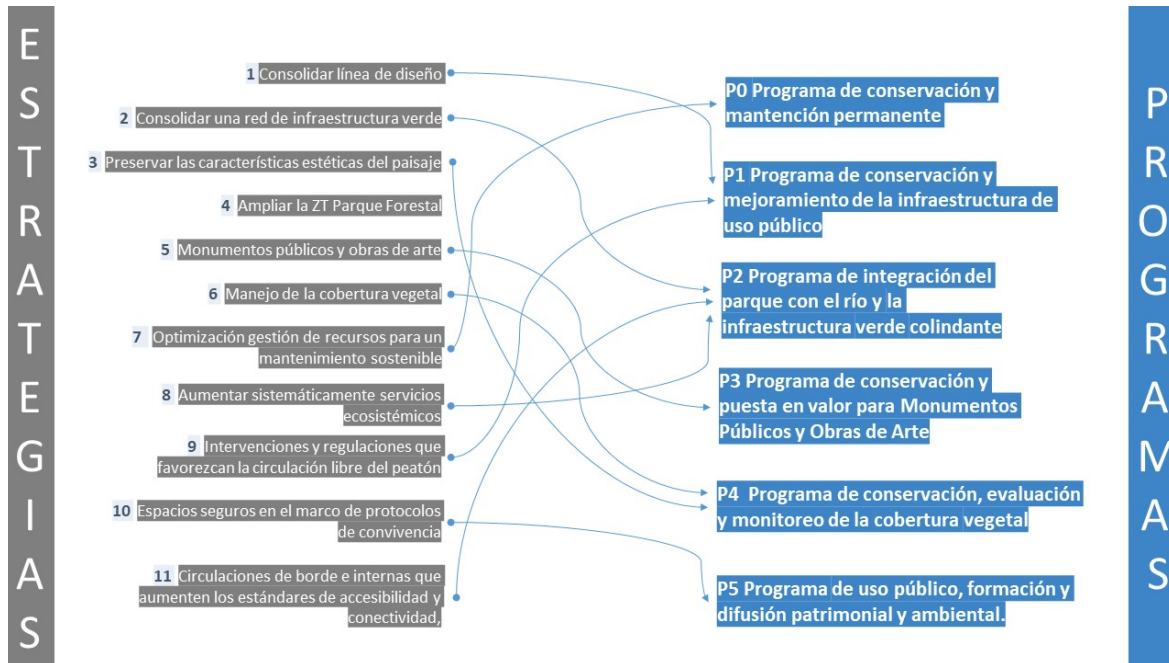 ESTRATEGIAS
1 Consolidar línea de diseño
2 Consolidar una red de infraestructura verde
3 Preservar las características estéticas del paisaje
4 Ampliar la ZT Parque Forestal
5 Monumentos públicos y obras de arte
6 Manejo de la cobertura vegetal
7 Optimización gestión de recursos para un
mantenimiento sostenible
8 Aumentar sistemáticamente servicios
ecosistémicos
9 Intervenciones y regulaciones que
favorezcan la circulación libre del peatón
10 Espacios seguros en el marco de protocolos
de convivencia
11 Circulaciones de borde e internas que
aumenten los estándares de accesibilidad y
conectividad,
P0 Programa de conservación y
mantención permanente
P1 Programa de conservación y
mejoramiento de la infraestructura de
uso público
P2 Programa de integración del
parque con el río y la
infraestructura verde colindante
P3 Programa de conservación y
puesta en valor para Monumentos
Públicos y Obras de Arte
P4 Programa de conservación, evaluación
y monitoreo de la cobertura vegetal
P5 Programa de uso público, formación y
difusión patrimonial y ambiental.
PROGRAMAS